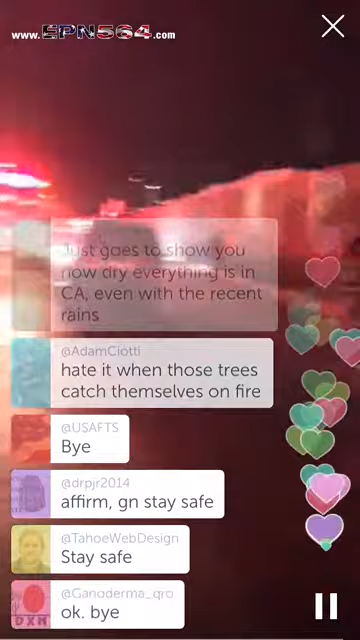 www.EPN564.com
Just goes to show you
how dry everything is in
CA, even with the recent
rains
@AdamCiotti
hate it when those trees
catch themselves on fire
@USAFTS
Bye
@drpjr2014
affirm, gn stay safe
@TahoeWebDesign
Stay safe
@Ganoderma_gro
ok. bye
DXN